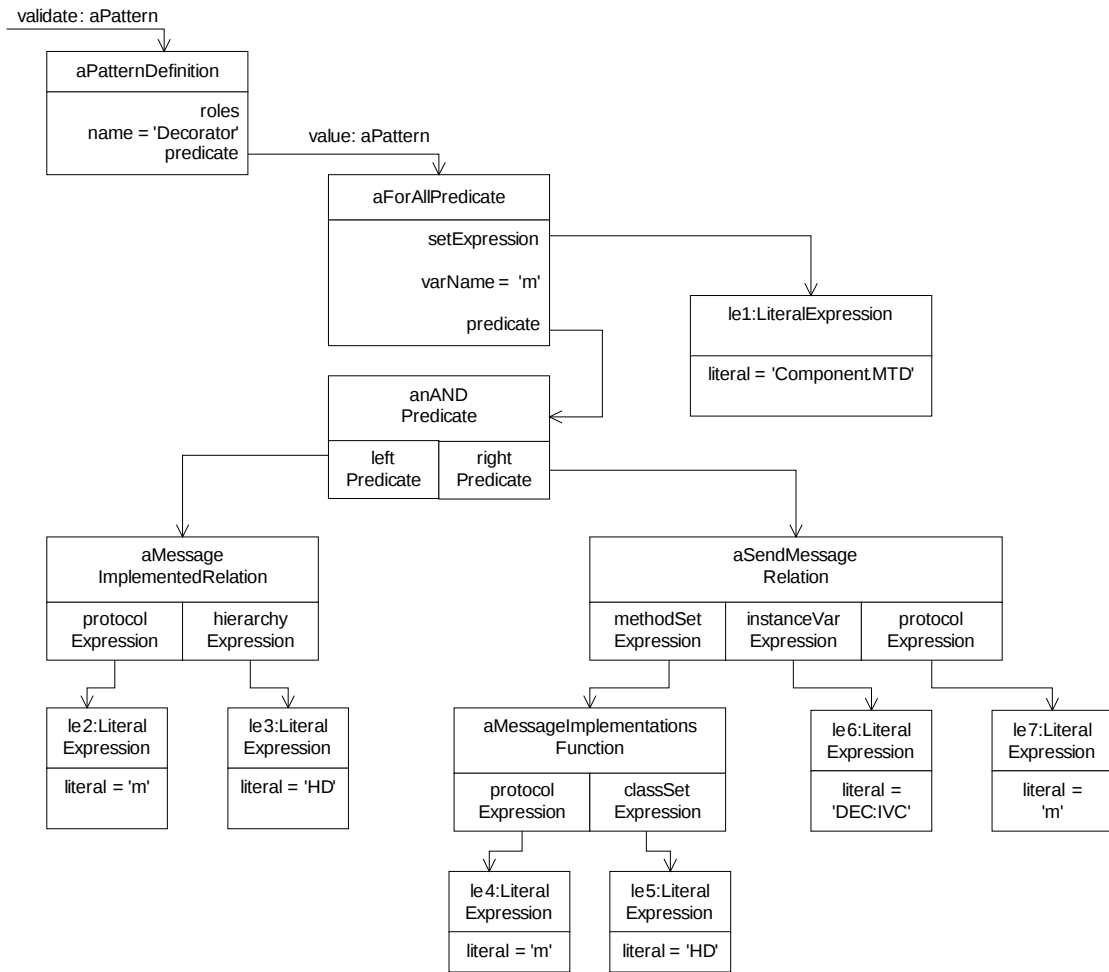 validate: aPattern
aPatternDefinition
roles
name = 'Decorator'
predicate
value: aPattern
aForAllPredicate
setExpression
varName = 'm'
predicate
le1:LiteralExpression
literal = 'Component.MTD'
anAND
Predicate
left
Predicate
right
Predicate
aMessage
ImplementedRelation
protocol
Expression
hierarchy
Expression
aSendMessage
Relation
methodSet
Expression
instanceVar
Expression
protocol
Expression
le2:Literal
Expression
literal = 'm'
le3:Literal
Expression
literal = 'HD'
aMessageImplementations
Function
protocol
Expression
classSet
Expression
le6:Literal
Expression
literal =
'DEC:IVC'
le7:Literal
Expression
literal =
'm'
le4:Literal
Expression
literal = 'm'
le5:Literal
Expression
literal = 'HD'